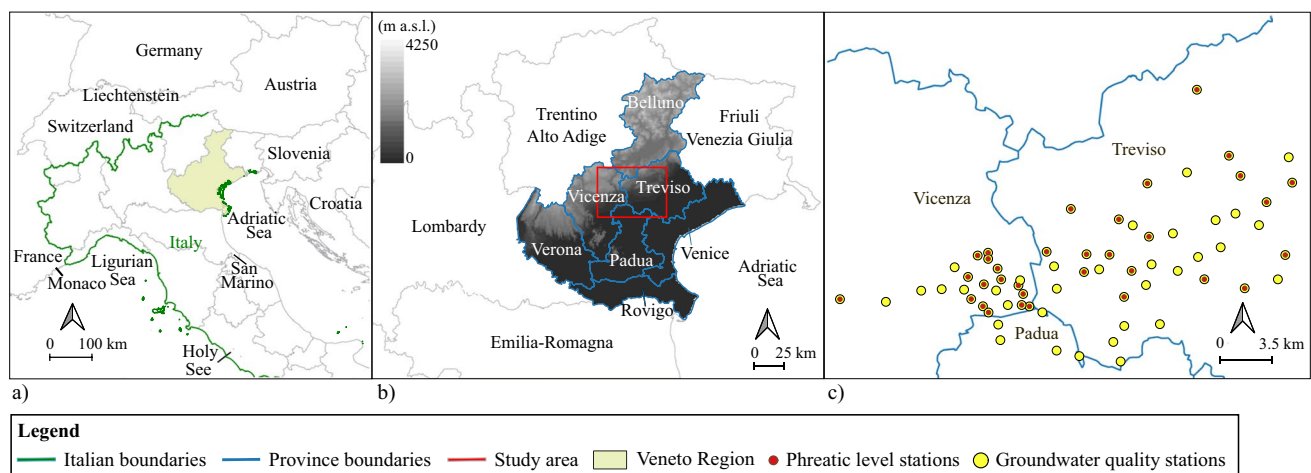 Germany
Austria
Liechtenstein
Switzerland
Slovenia
Croatia
Adriatic
Sea
Italy
France
Monaco
Ligurian
Sea
San
Marino
Holy
See
0 100 km
a)
(m a.s.l.)
4250
0
Trentino
Alto Adige
Belluno
Friuli
Venezia Giulia
Vicenza
Treviso
Lombardy
Verona
Padua
Venice
Adriatic
Sea
Rovigo
Emilia-Romagna
0 25 km
b)
Treviso
Vicenza
Padua
0 3.5 km
c)
Legend
Italian boundaries
Province boundaries
Study area
Veneto Region
Phreatic level stations
Groundwater quality stations